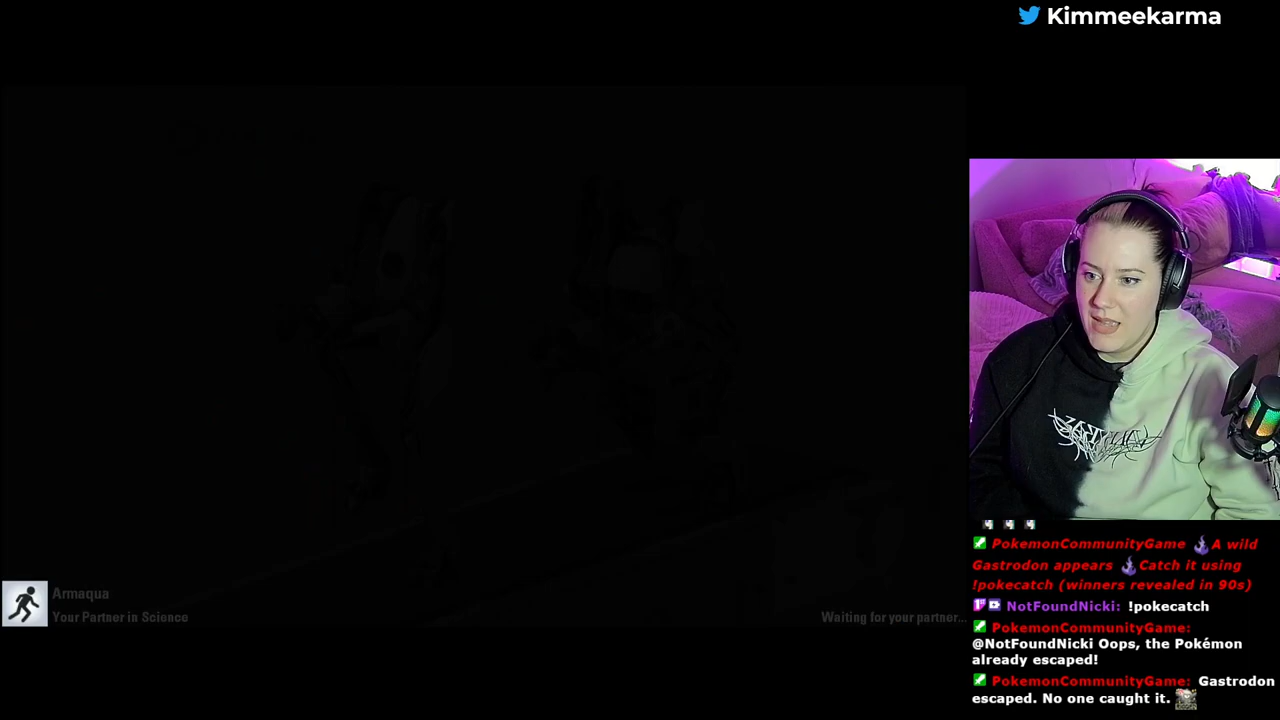 Kimmeekarma
Armaqua
Your Partner in Science
Waiting for your partner...
PokemonCommunityGame A wild
Gastrodon appears Catch it using
!pokecatch (winners revealed in 90s)
NotFoundNicki: !pokecatch
PokemonCommunityGame:
@NotFoundNicki Oops, the Pokémon
already escaped!
PokemonCommunityGame: Gastrodon
escaped. No one caught it.